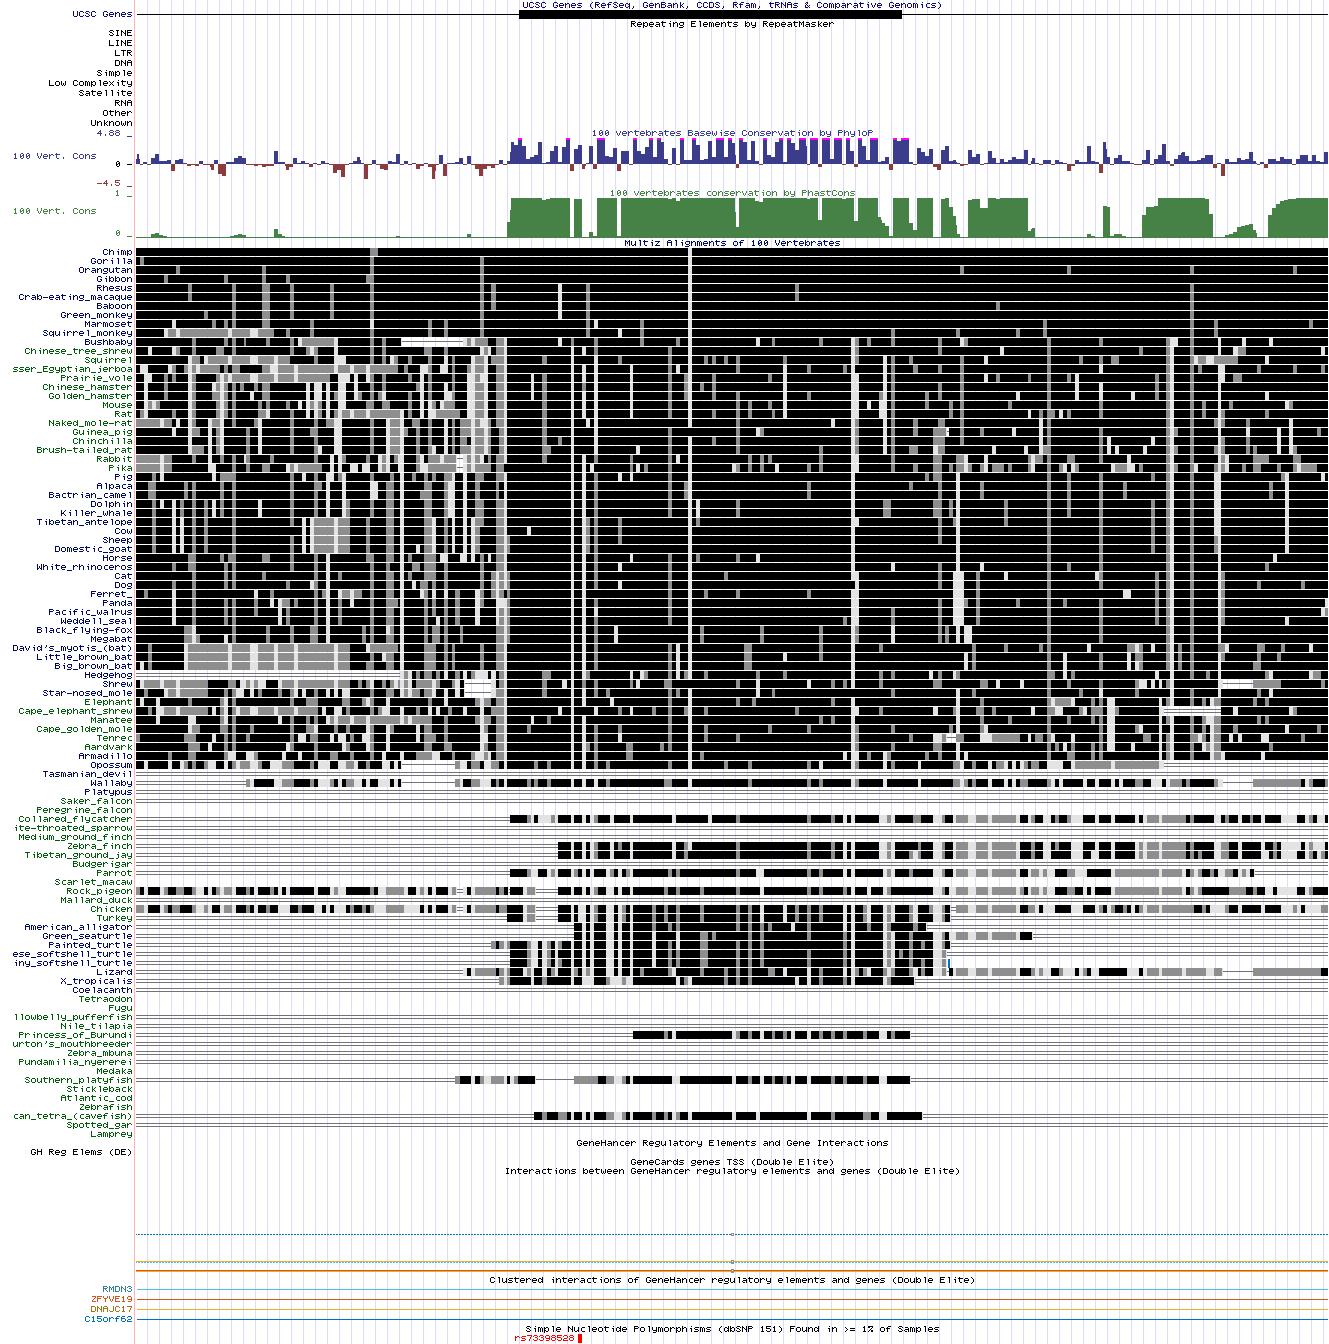 UCSC Genes (RefSeq, GenBank, CCDS, Rfam, tRNAs & Comparative Genomics)
UCSC Genes
Repeating Elements by RepeatMasker
SINE
LINE
LTR
DNA
Simple
Low Complexity
Satellite
RNA
Other
Unknown
100 vertebrates Basewise Conservation by PhyloP
4.88 _
100 Vert. Cons
0 _
-4.5 _
100 vertebrates conservation by PhastCons
1 _
100 Vert. Cons
0 _
Multiz Alignments of 100 Vertebrates
Chimp
Gorilla
Orangutan
Gibbon
Rhesus
Crab-eating_macaque
Baboon
Green_monkey
Marmoset
Squirrel_monkey
Bushbaby
Chinese_tree_shrew
Squirrel
sser_Egyptian_jerboa
Prairie_vole
Chinese_hamster
Golden_hamster
Mouse
Rat
Naked_mole-rat
Guinea_pig
Chinchilla
Brush-tailed_rat
Rabbit
Pika
Pig
Alpaca
Bactrian_camel
Dolphin
Killer_whale
Tibetan_antelope
Cow
Sheep
Domestic_goat
Horse
White_rhinoceros
Cat
Dog
Ferret_
Panda
Pacific_walrus
Weddell_seal
Black_flying-fox
Megabat
David's_myotis_(bat)
Little_brown_bat
Big_brown_bat
Hedgehog
Shrew
Star-nosed_mole
Elephant
Cape_elephant_shrew
Manatee
Cape_golden_mole
Tenrec
Aardvark
Armadillo
Opossum
Tasmanian_devil
Wallaby
Platypus
Saker_falcon
Peregrine_falcon
Collared_flycatcher
ite-throated_sparrow
Medium_ground_finch
Zebra_finch
Tibetan_ground_jay
Budgerigar
Parrot
Scarlet_macaw
Rock_pigeon
Mallard_duck
Chicken
Turkey
American_alligator
Green_seaturtle
Painted_turtle
ese_softshell_turtle
iny_softshell_turtle
Lizard
X_tropicalis
Coelacanth
Tetraodon
Fugu
llowbelly_pufferfish
Nile_tilapia
Princess_of_Burundi
urton's_mouthbreeder
Zebra_mbuna
Pundamilia_nyererei
Medaka
Southern_platyfish
Stickleback
Atlantic_cod
Zebrafish
can_tetra_(cavefish)
Spotted_gar
Lamprey
GeneHancer Regulatory Elements and Gene Interactions
GH Reg Elems (DE)
GeneCards genes TSS (Double Elite)
Interactions between GeneHancer regulatory elements and genes (Double Elite)
Clustered interactions of GeneHancer regulatory elements and genes (Double Elite)
RMDN3
ZFYVE19
DNAJC17
C15orf62
Simple Nucleotide Polymorphisms (dbSNP 151) Found in >= 1% of Samples
rs73398528